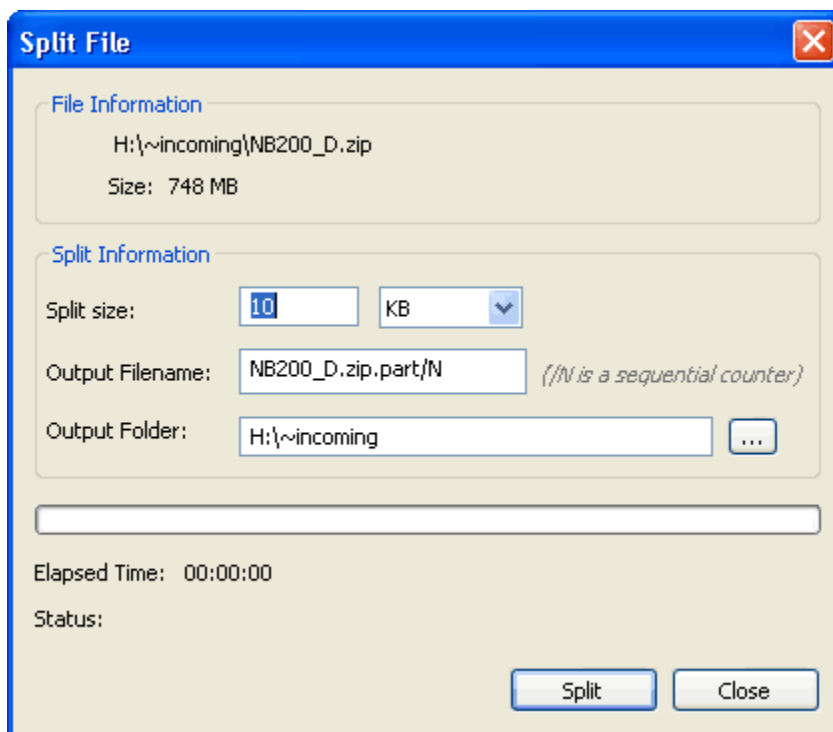 Split File
File Information
H:\~incoming\NB200_D.zip
Size: 748 MB
Split Information
Split size: 10 KB
Output Filename: NB200_D.zip.part/N (/N is a sequential counter)
Output Folder: H:\~incoming ...
Elapsed Time: 00:00:00
Status:
Split Close